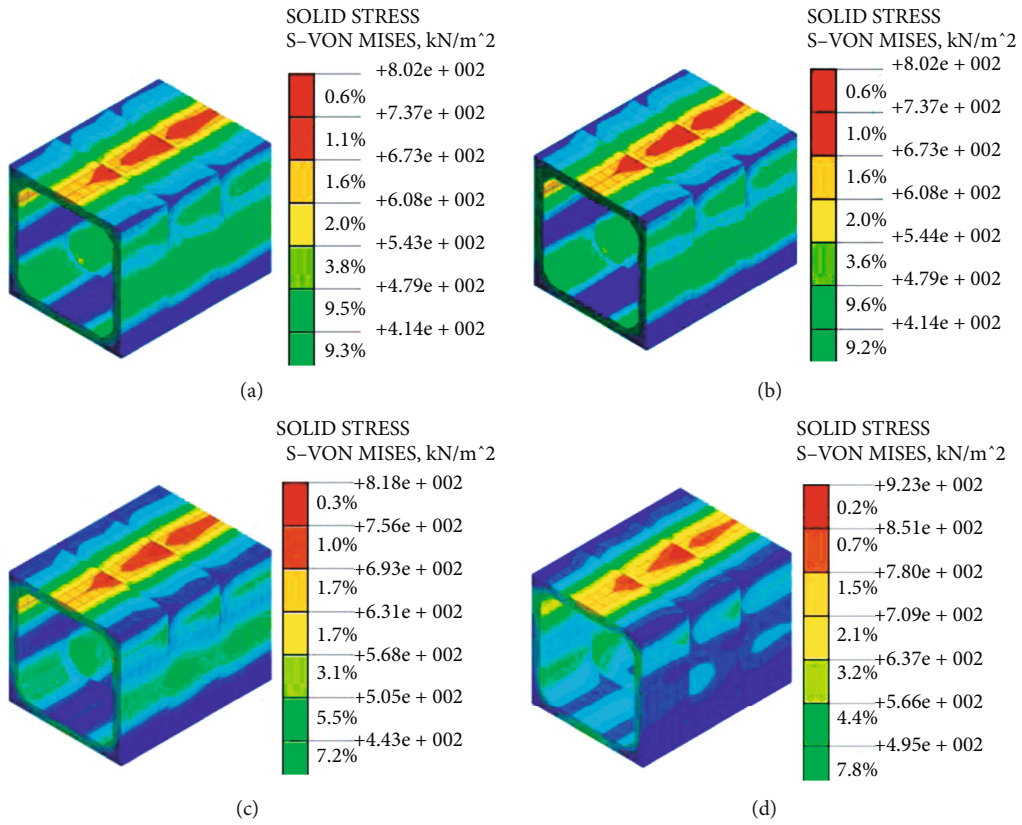 SOLID STRESS
S–VON MISES, kN/m^2
+8.02e + 002
0.6%
+7.37e + 002
1.1%
+6.73e + 002
1.6%
+6.08e + 002
2.0%
+5.43e + 002
3.8%
+4.79e + 002
9.5%
+4.14e + 002
9.3%
(a)
SOLID STRESS
S–VON MISES, kN/m^2
+8.02e + 002
0.6%
+7.37e + 002
1.0%
+6.73e + 002
1.6%
+6.08e + 002
2.0%
+5.44e + 002
3.6%
+4.79e + 002
9.6%
+4.14e + 002
9.2%
(b)
SOLID STRESS
S–VON MISES, kN/m^2
+8.18e + 002
0.3%
+7.56e + 002
1.0%
+6.93e + 002
1.7%
+6.31e + 002
1.7%
+5.68e + 002
3.1%
+5.05e + 002
5.5%
+4.43e + 002
7.2%
(c)
SOLID STRESS
S–VON MISES, kN/m^2
+9.23e + 002
0.2%
+8.51e + 002
0.7%
+7.80e + 002
1.5%
+7.09e + 002
2.1%
+6.37e + 002
3.2%
+5.66e + 002
4.4%
+4.95e + 002
7.8%
(d)